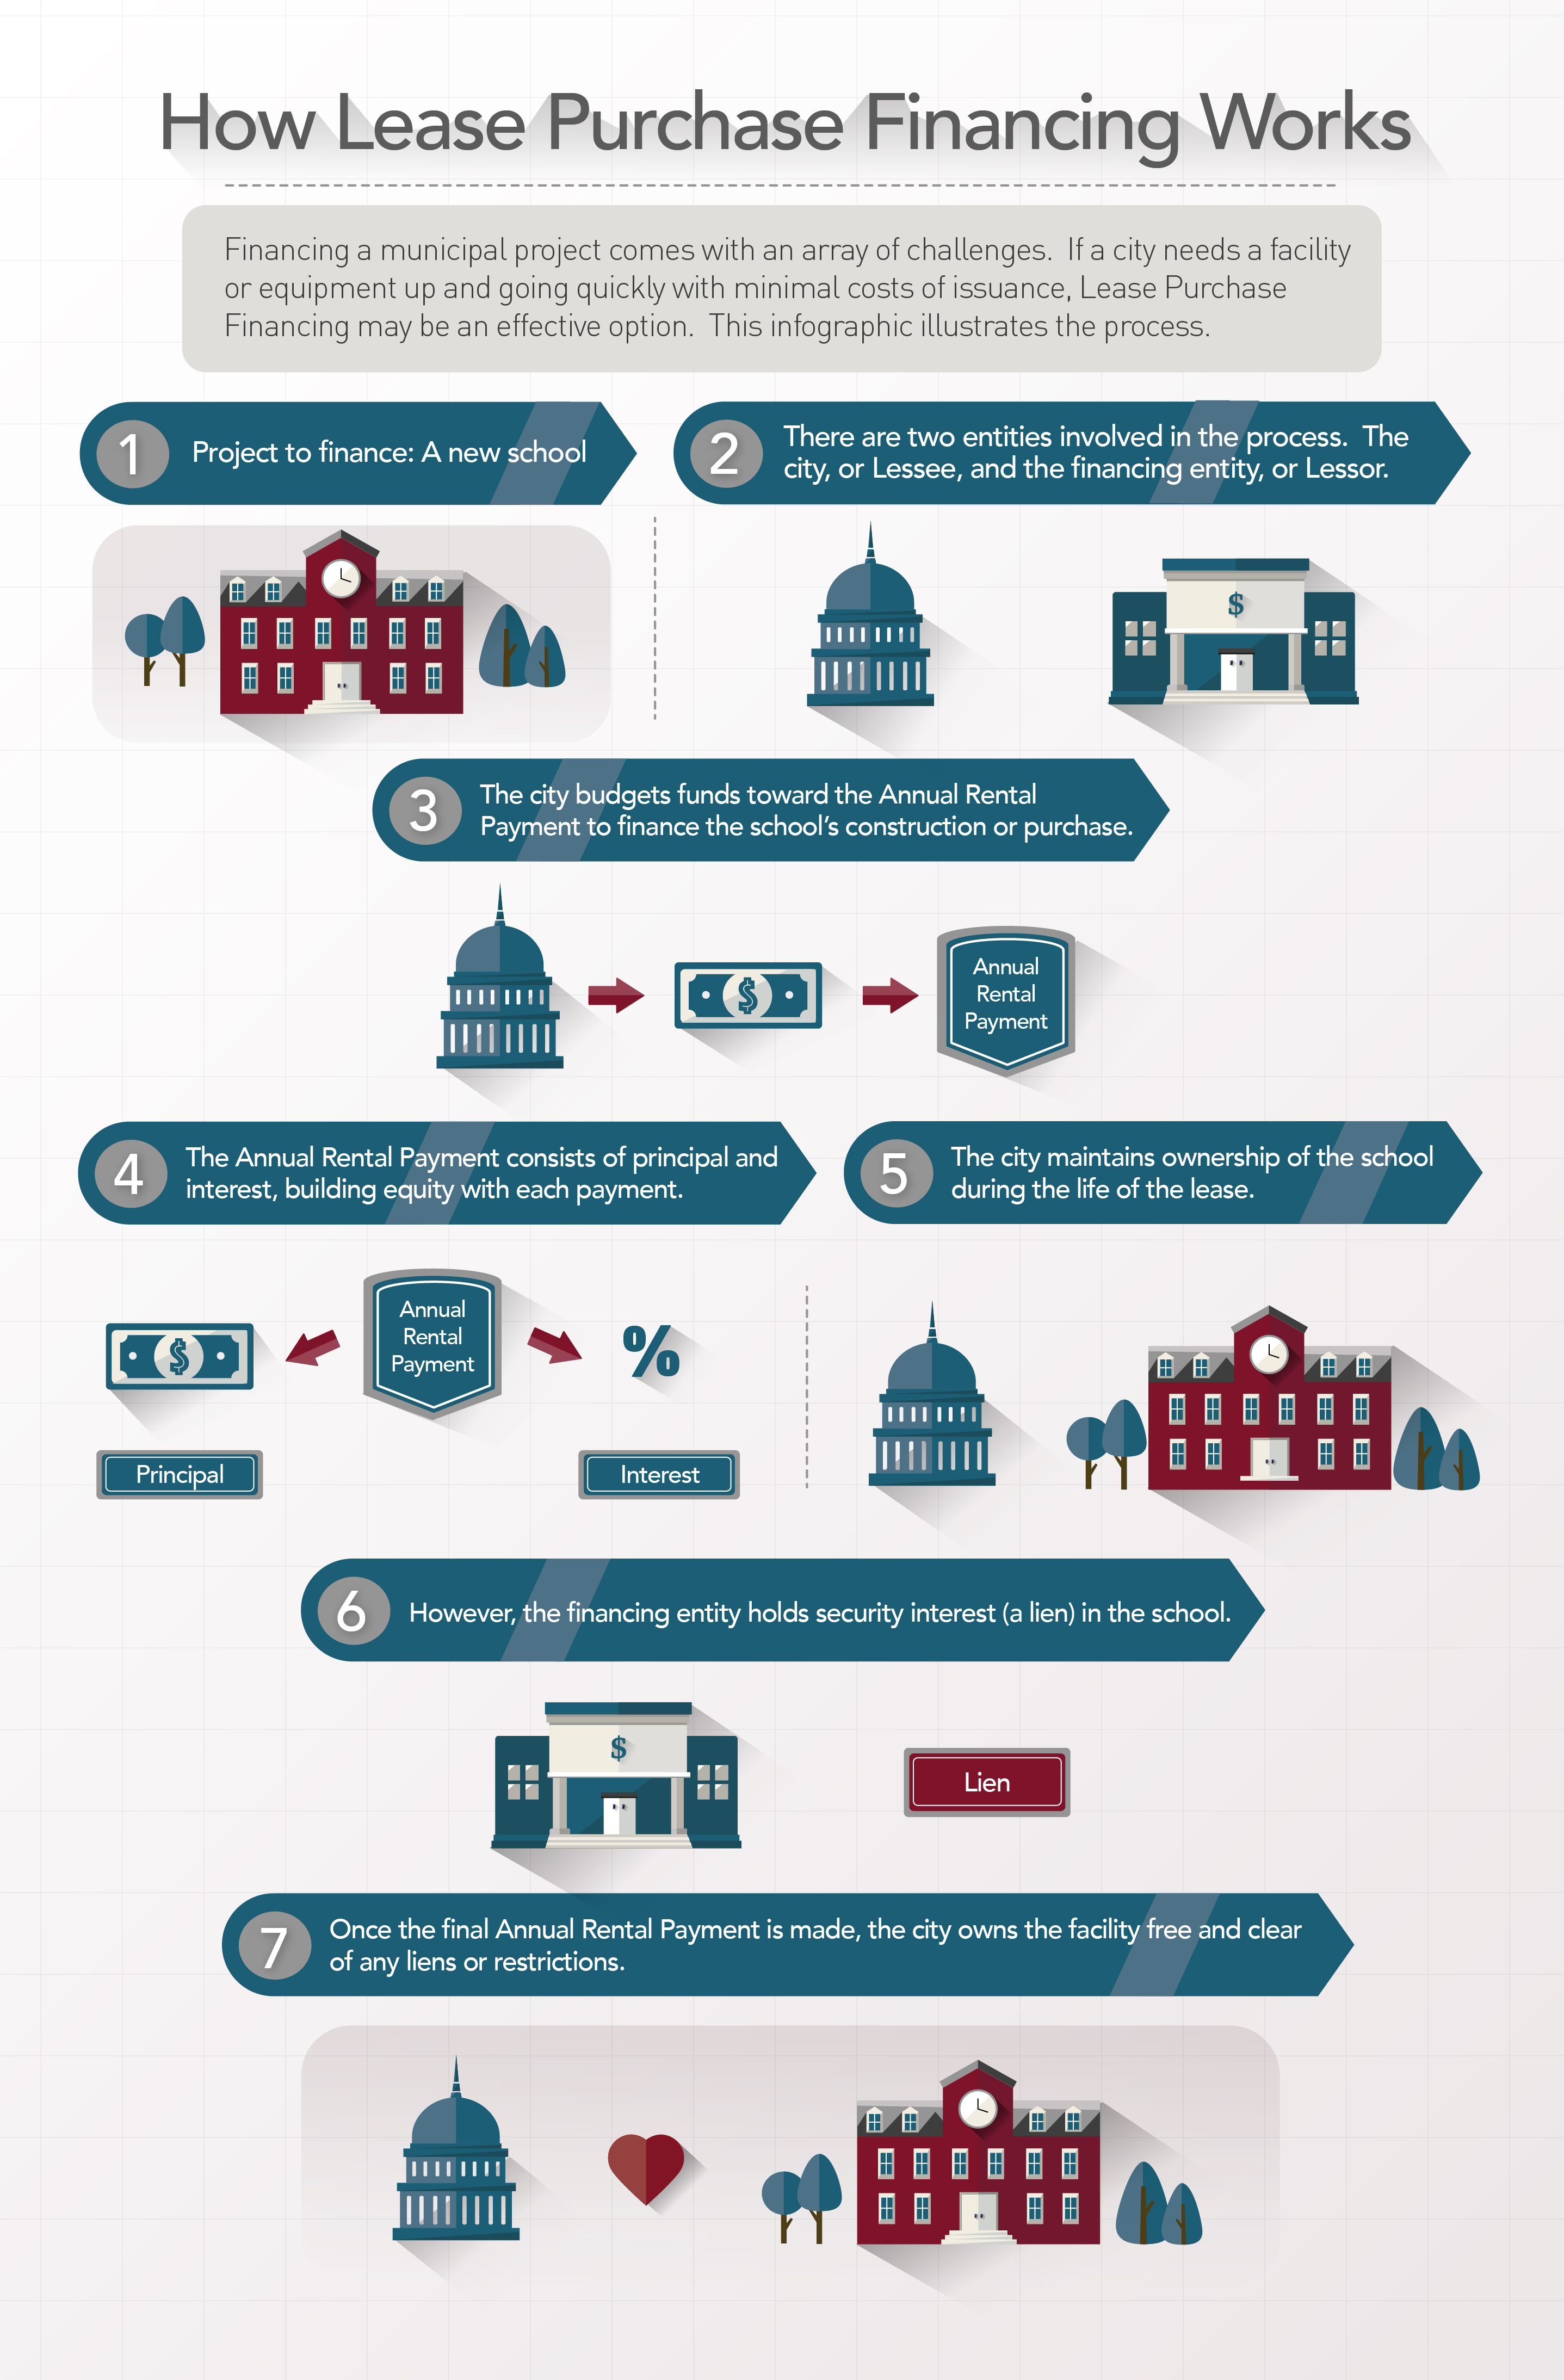 How Lease Purchase Financing Works
Financing a municipal project comes with an array of challenges.  If a city needs a facility
or equipment up and going quickly with minimal costs of issuance, Lease Purchase
Financing may be an effective option.  This infographic illustrates the process.
1
Project to finance: A new school
2
There are two entities involved in the process.  The
city, or Lessee, and the financing entity, or Lessor.
$
3
The city budgets funds toward the Annual Rental
Payment to finance the school's construction or purchase.
$
Annual
Rental
Payment
4
The Annual Rental Payment consists of principal and
interest, building equity with each payment.
5
The city maintains ownership of the school
during the life of the lease.
$
Annual
Rental
Payment
%
Principal
Interest
6
However, the financing entity holds security interest (a lien) in the school.
$
Lien
7
Once the final Annual Rental Payment is made, the city owns the facility free and clear
of any liens or restrictions.